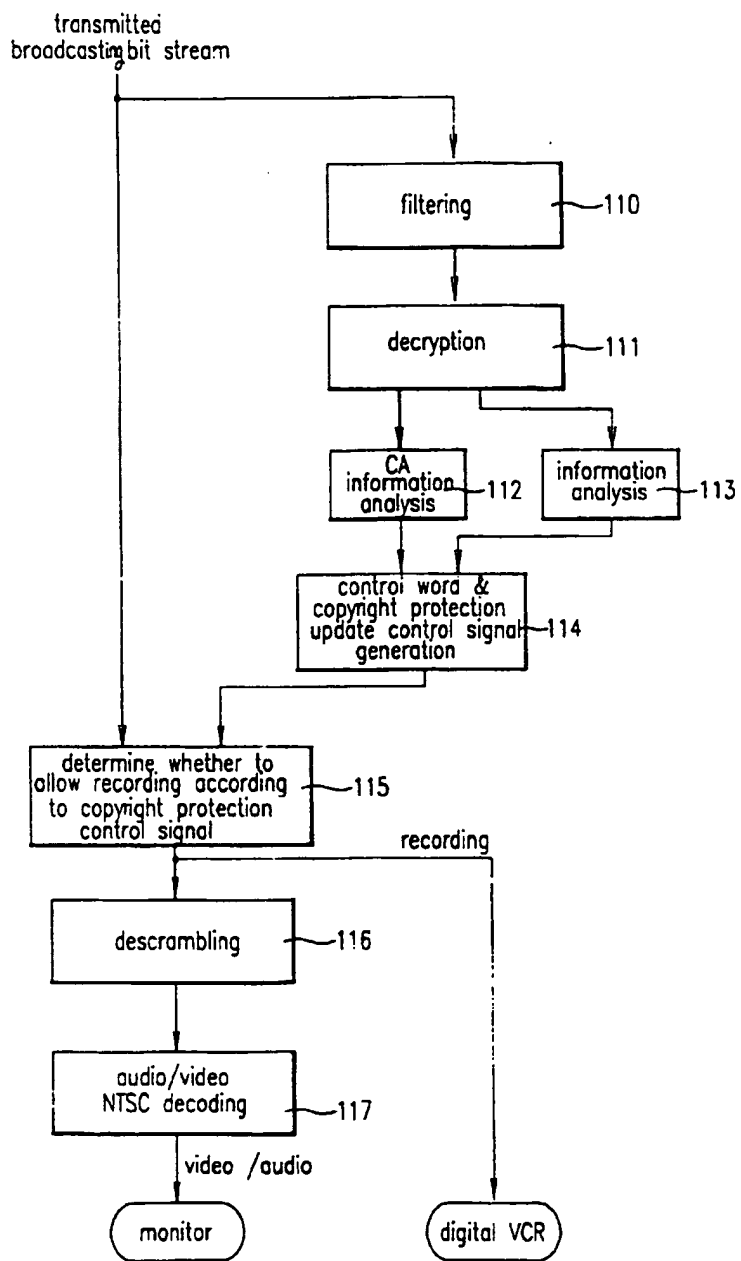 transmitted
broadcasting bit stream
filtering
110
decryption
111
CA
information
analysis
112
information
analysis
113
control word &
copyright protection
update control signal
generation
114
determine whether to
allow recording according
to copyright protection
control signal
115
recording
descrambling
116
audio/video
NTSC decoding
117
video /audio
monitor
digital VCR